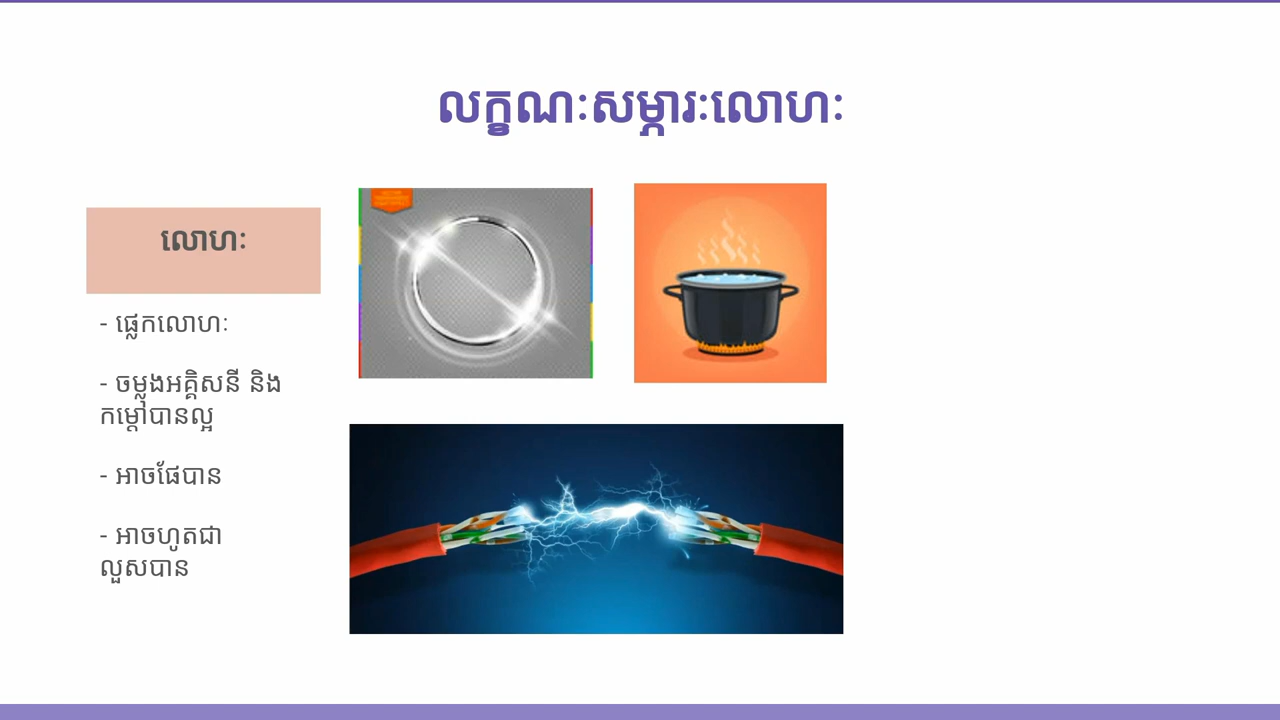 លក្ខណៈសម្ភារៈលោហៈ
លោហៈ
- ផ្លេកលោហៈ
- ចម្លងអគ្គិសនី និង
កម្ដៅបានល្អ
- អាចផែបាន
- អាចហូតជា
លួសបាន